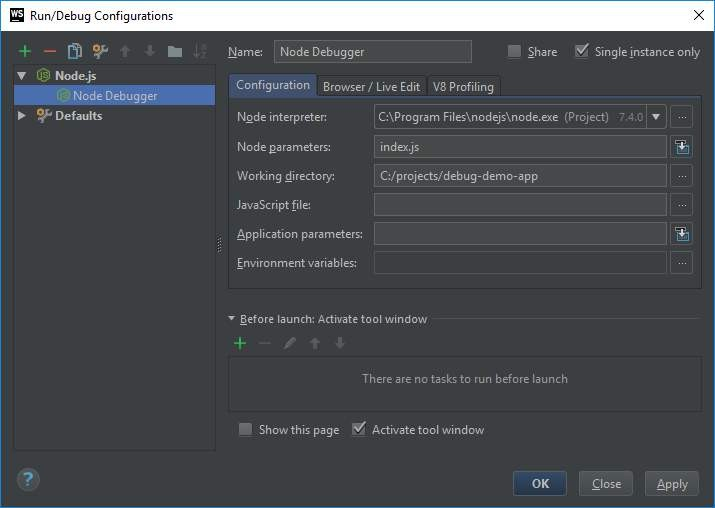 WS Run/Debug Configurations
Name: Node Debugger Share Single instance only
Node.js
Node Debugger
Defaults
Configuration Browser / Live Edit V8 Profiling
Node interpreter: C:\Program Files\nodejs\node.exe (Project) 7.4.0 ...
Node parameters: index.js
Working directory: C:/projects/debug-demo-app ...
JavaScript file: ...
Application parameters:
Environment variables: ...
Before launch: Activate tool window
There are no tasks to run before launch
Show this page Activate tool window
? OK Close Apply